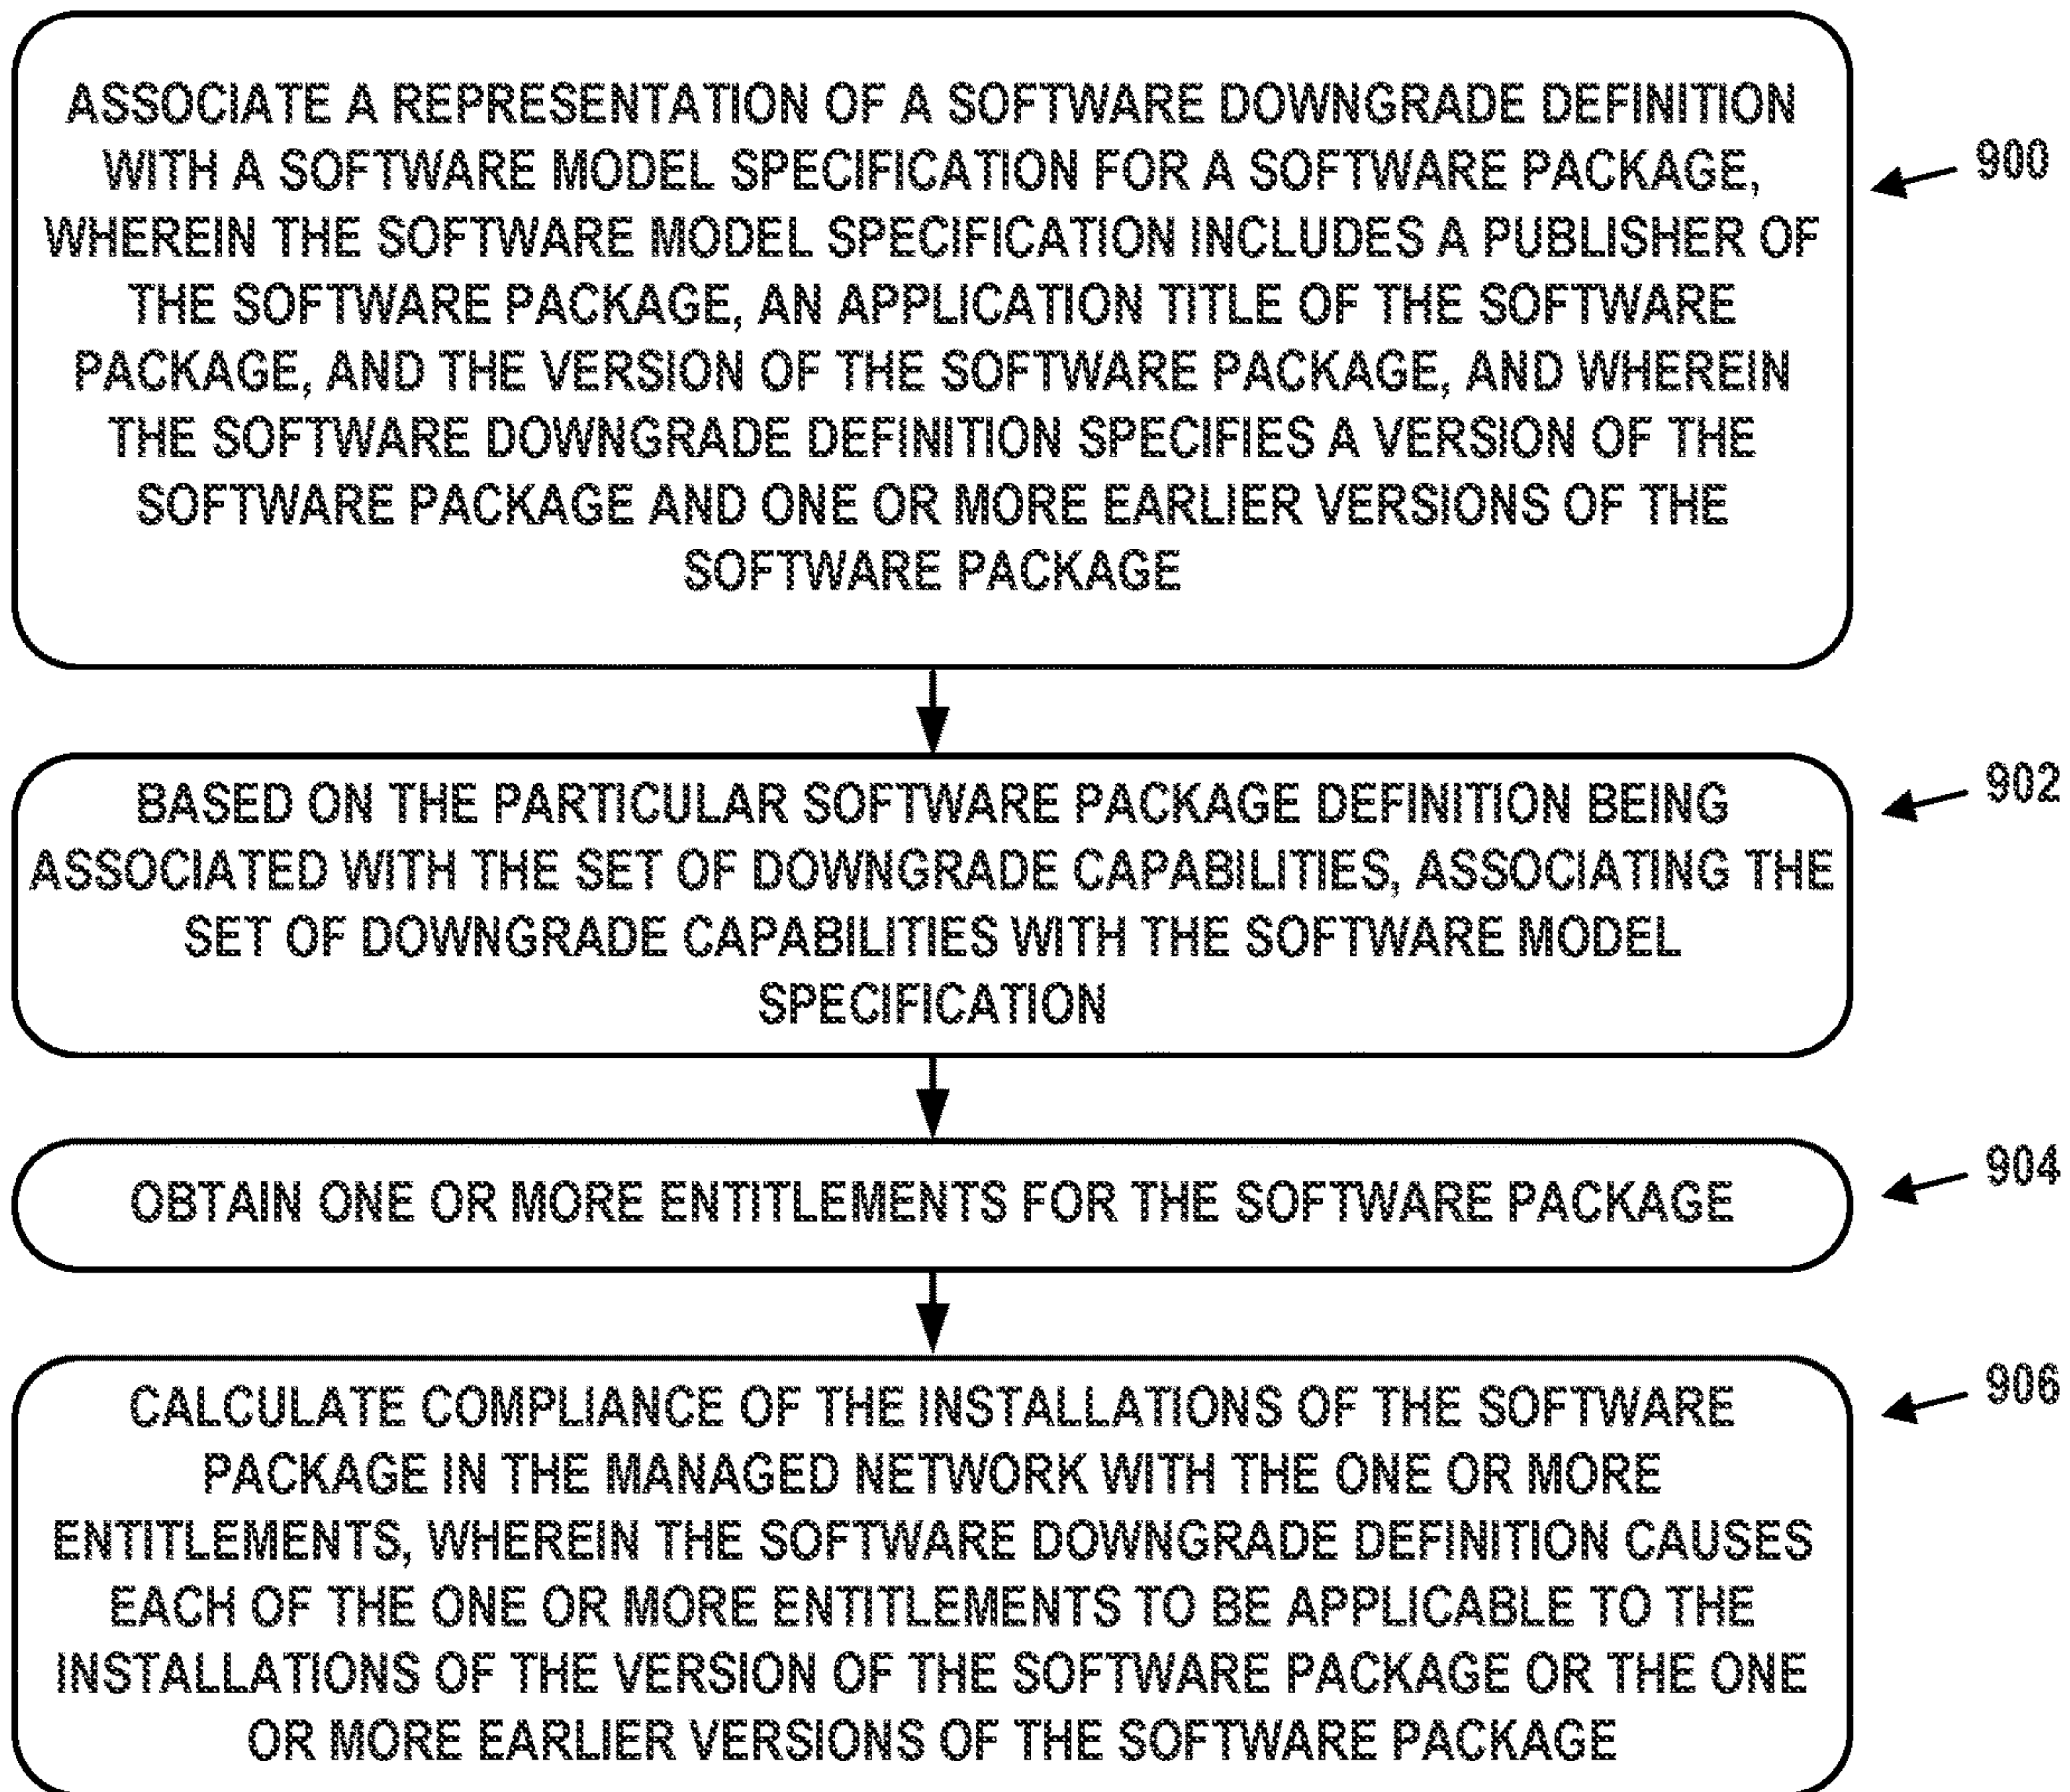 ASSOCIATE A REPRESENTATION OF A SOFTWARE DOWNGRADE DEFINITION
WITH A SOFTWARE MODEL SPECIFICATION FOR A SOFTWARE PACKAGE,
WHEREIN THE SOFTWARE MODEL SPECIFICATION INCLUDES A PUBLISHER OF
THE SOFTWARE PACKAGE, AN APPLICATION TITLE OF THE SOFTWARE
PACKAGE, AND THE VERSION OF THE SOFTWARE PACKAGE, AND WHEREIN
THE SOFTWARE DOWNGRADE DEFINITION SPECIFIES A VERSION OF THE
SOFTWARE PACKAGE AND ONE OR MORE EARLIER VERSIONS OF THE
SOFTWARE PACKAGE
900
BASED ON THE PARTICULAR SOFTWARE PACKAGE DEFINITION BEING
ASSOCIATED WITH THE SET OF DOWNGRADE CAPABILITIES, ASSOCIATING THE
SET OF DOWNGRADE CAPABILITIES WITH THE SOFTWARE MODEL
SPECIFICATION
902
OBTAIN ONE OR MORE ENTITLEMENTS FOR THE SOFTWARE PACKAGE
904
CALCULATE COMPLIANCE OF THE INSTALLATIONS OF THE SOFTWARE
PACKAGE IN THE MANAGED NETWORK WITH THE ONE OR MORE
ENTITLEMENTS, WHEREIN THE SOFTWARE DOWNGRADE DEFINITION CAUSES
EACH OF THE ONE OR MORE ENTITLEMENTS TO BE APPLICABLE TO THE
INSTALLATIONS OF THE VERSION OF THE SOFTWARE PACKAGE OR THE ONE
OR MORE EARLIER VERSIONS OF THE SOFTWARE PACKAGE
906